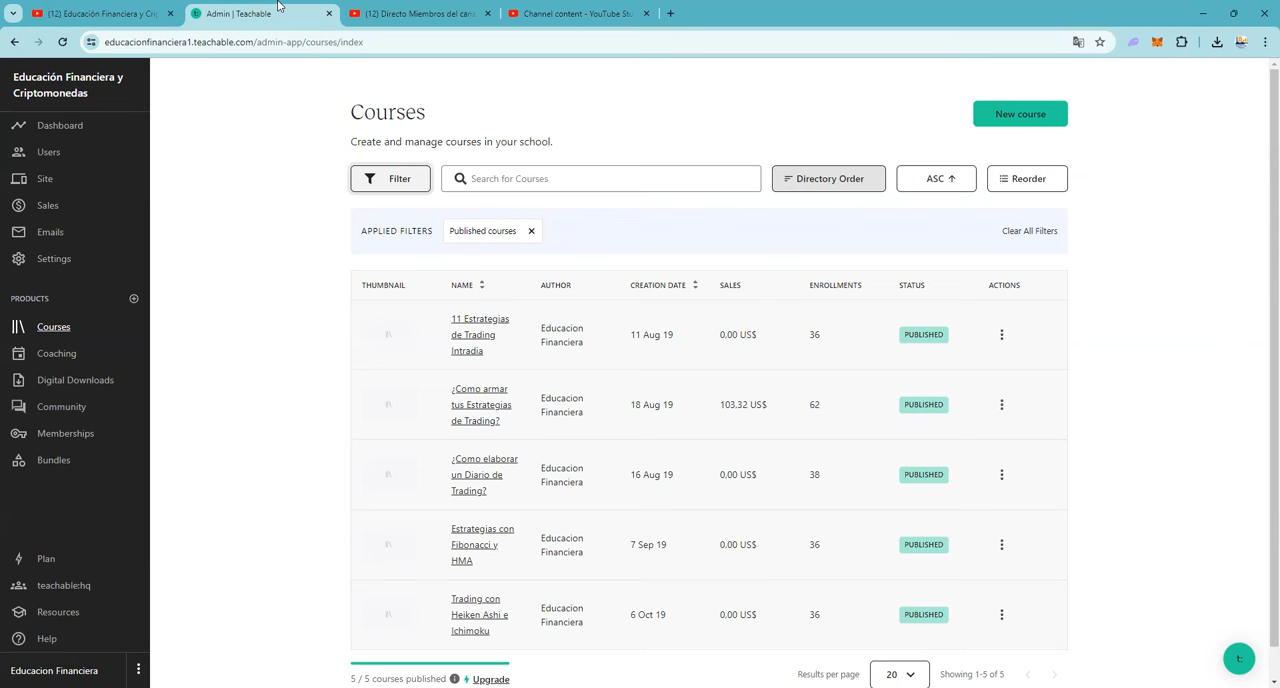 (12) Educación Financiera y Cri
Admin | Teachable
(12) Directo Miembros del cana
Channel content - YouTube Stu
educacionfinanciera1.teachable.com/admin-app/courses/index
Educación Financiera y
Criptomonedas
Dashboard
Users
Site
Sales
Emails
Settings
PRODUCTS
Courses
Coaching
Digital Downloads
Community
Memberships
Bundles
Plan
teachable:hq
Resources
Help
Educacion Financiera
Courses
New course
Create and manage courses in your school.
Filter
Search for Courses
Directory Order
ASC ↑
Reorder
APPLIED FILTERS
Published courses
Clear All Filters
THUMBNAIL NAME AUTHOR CREATION DATE SALES ENROLLMENTS STATUS ACTIONS
11 Estrategias
de Trading
Intradia
Educacion
Financiera
11 Aug 19
0,00 US$
36
PUBLISHED
¿Como armar
tus Estrategias
de Trading?
Educacion
Financiera
18 Aug 19
103,32 US$
62
PUBLISHED
¿Como elaborar
un Diario de
Trading?
Educacion
Financiera
16 Aug 19
0,00 US$
38
PUBLISHED
Estrategias con
Fibonacci y
HMA
Educacion
Financiera
7 Sep 19
0,00 US$
36
PUBLISHED
Trading con
Heiken Ashi e
Ichimoku
Educacion
Financiera
6 Oct 19
0,00 US$
36
PUBLISHED
5 / 5 courses published
Upgrade
Results per page
20
Showing 1-5 of 5
t: